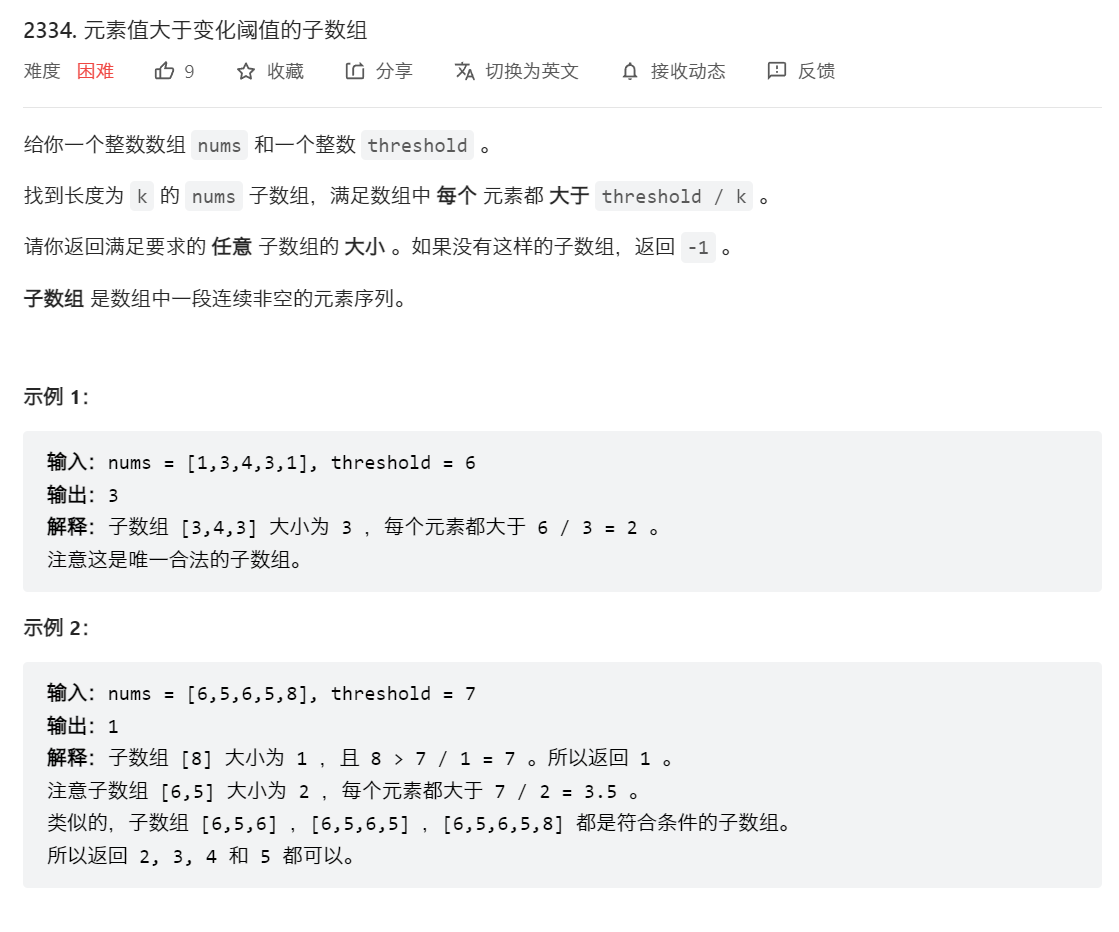 2334. 元素值大于变化阈值的子数组
难度 困难 9 收藏 分享 切换为英文 接收动态 反馈
给你一个整数数组 nums 和一个整数 threshold 。
找到长度为 k 的 nums 子数组，满足数组中 每个 元素都 大于 threshold / k 。
请你返回满足要求的 任意 子数组的 大小 。如果没有这样的子数组，返回 -1 。
子数组 是数组中一段连续非空的元素序列。
示例 1：
输入：nums = [1,3,4,3,1], threshold = 6
输出：3
解释：子数组 [3,4,3] 大小为 3 ，每个元素都大于 6 / 3 = 2 。
注意这是唯一合法的子数组。
示例 2：
输入：nums = [6,5,6,5,8], threshold = 7
输出：1
解释：子数组 [8] 大小为 1 ，且 8 > 7 / 1 = 7 。所以返回 1 。
注意子数组 [6,5] 大小为 2 ，每个元素都大于 7 / 2 = 3.5 。
类似的，子数组 [6,5,6] ，[6,5,6,5] ，[6,5,6,5,8] 都是符合条件的子数组。
所以返回 2, 3, 4 和 5 都可以。